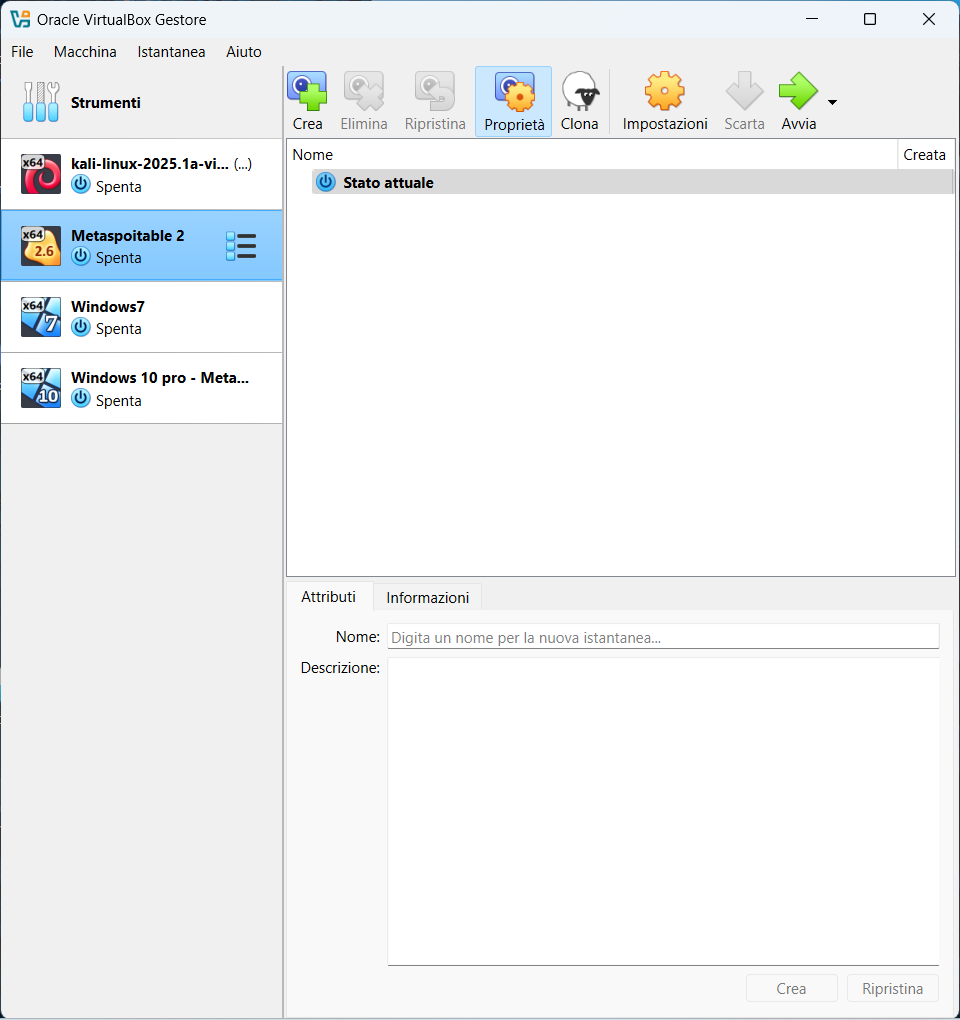 Oracle VirtualBox Gestore
File Macchina Istantanea Aiuto
Strumenti
Crea Elimina Ripristina Proprietà Clona Impostazioni Scarta Avvia
x64
kali-linux-2025.1a-vi... (...)
Spenta
x64
2.6
Metaspoitable 2
Spenta
x64
7
Windows7
Spenta
x64
10
Windows 10 pro - Meta...
Spenta
Nome Creata
Stato attuale
Attributi Informazioni
Nome: Digita un nome per la nuova istantanea...
Descrizione:
Crea Ripristina